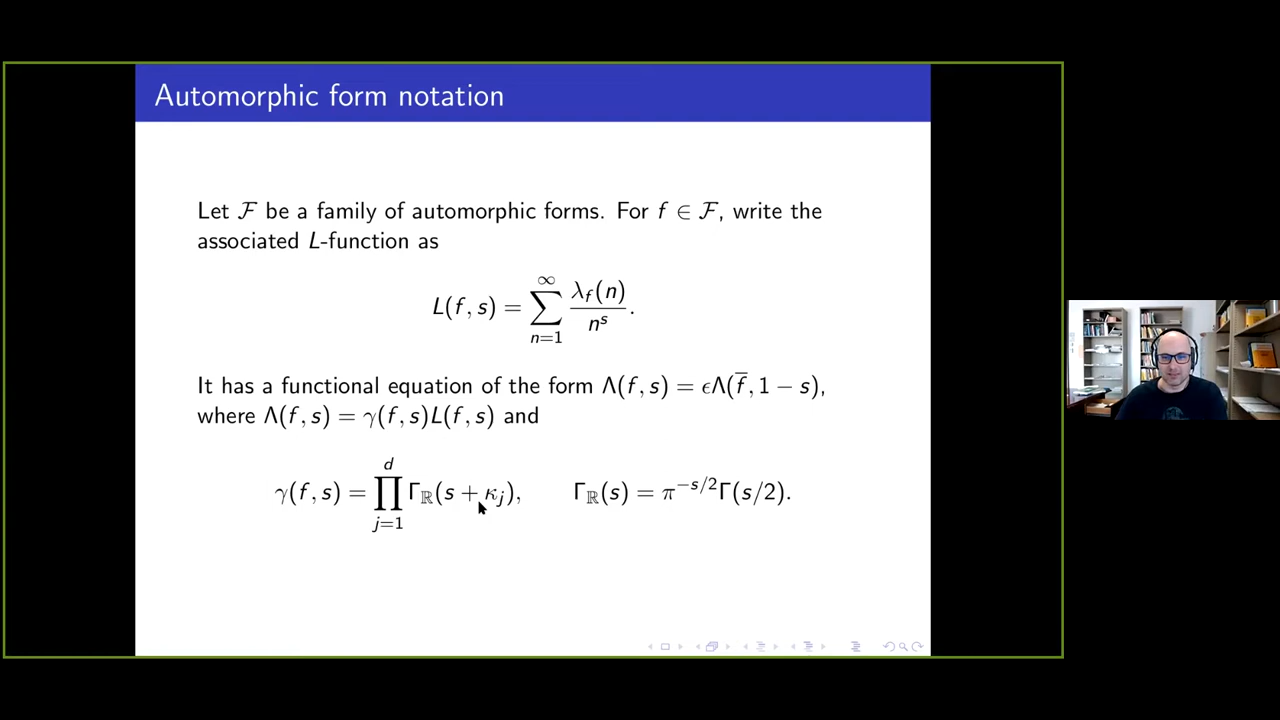 Automorphic form notation
Let ℱ be a family of automorphic forms. For f ∈ ℱ, write the
associated L-function as
L(f, s) = ∑_{n=1}^{∞} λ_f(n)/n^s.
It has a functional equation of the form Λ(f, s) = ϵΛ(f̅, 1 − s),
where Λ(f, s) = γ(f, s)L(f, s) and
γ(f, s) = ∏_{j=1}^{d} Γ_ℝ(s + κ_j), Γ_ℝ(s) = π^{−s/2}Γ(s/2).